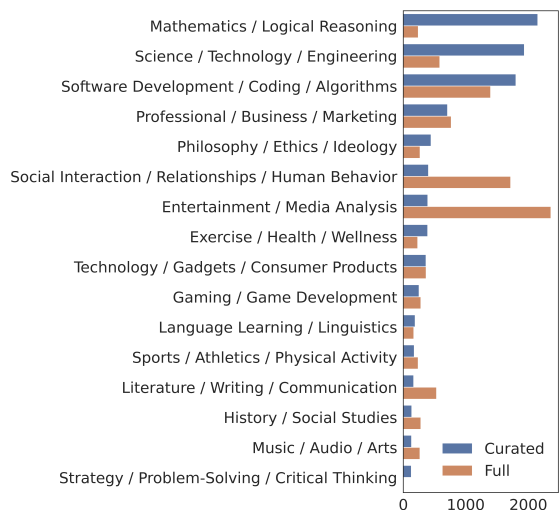 Mathematics / Logical Reasoning
Science / Technology / Engineering
Software Development / Coding / Algorithms
Professional / Business / Marketing
Philosophy / Ethics / Ideology
Social Interaction / Relationships / Human Behavior
Entertainment / Media Analysis
Exercise / Health / Wellness
Technology / Gadgets / Consumer Products
Gaming / Game Development
Language Learning / Linguistics
Sports / Athletics / Physical Activity
Literature / Writing / Communication
History / Social Studies
Music / Audio / Arts
Strategy / Problem-Solving / Critical Thinking
Curated
Full
0 1000 2000